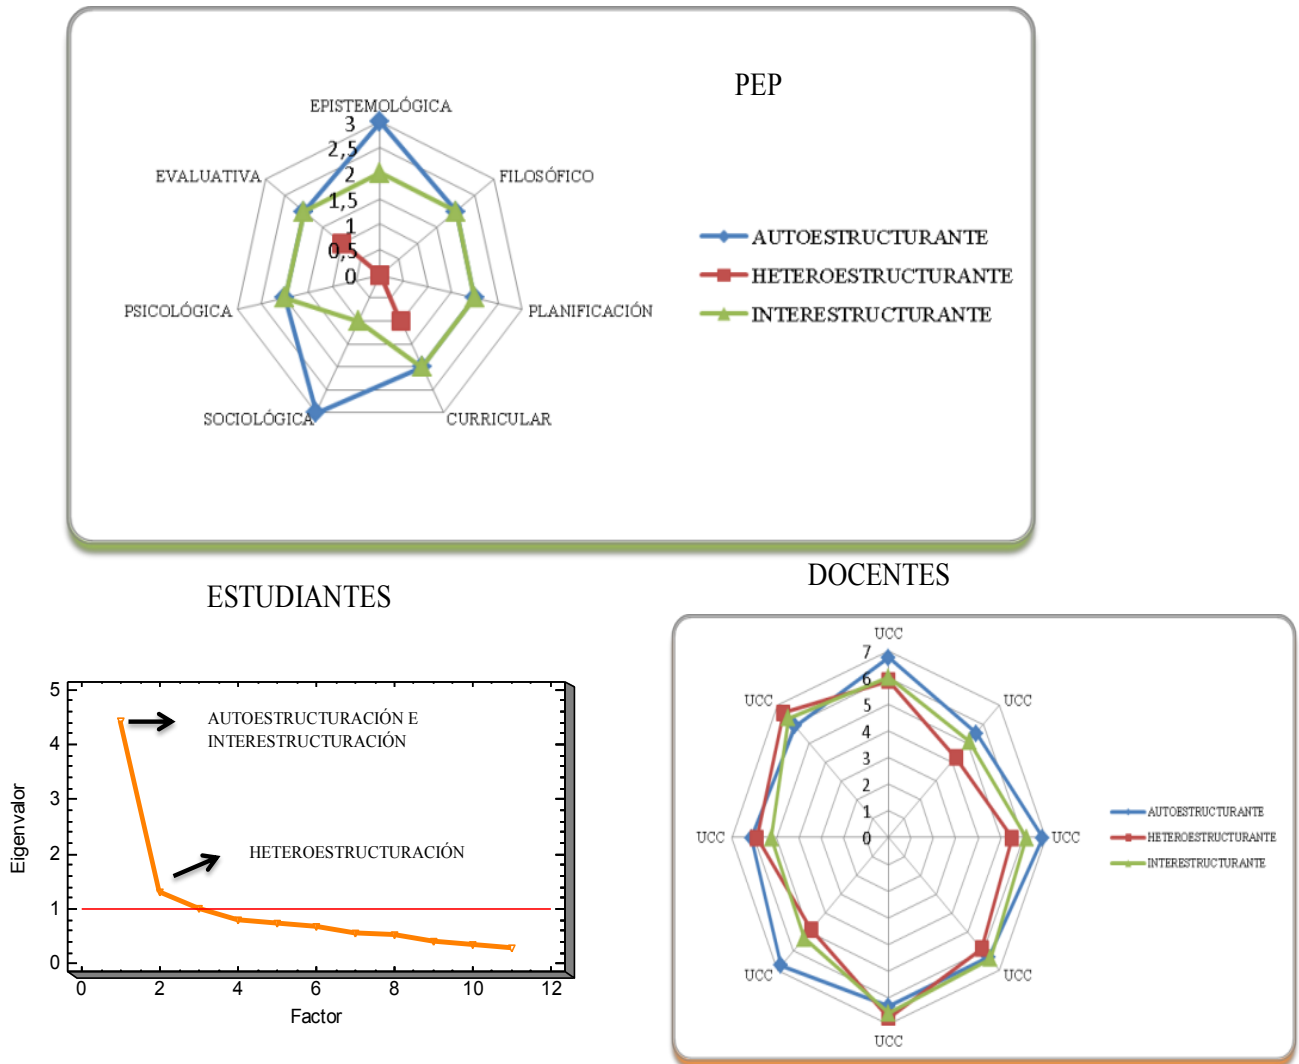 PEP
EPISTEMOLÓGICA
3
2,5
2
1,5
1
0,5
0
EVALUATIVA
FILOSÓFICO
PSICOLÓGICA
PLANIFICACIÓN
SOCIOLÓGICA
CURRICULAR
AUTOESTRUCTURANTE
HETEROESTRUCTURANTE
INTERESTRUCTURANTE
ESTUDIANTES
5
4
3
2
1
0
Eigenvalor
AUTOESTRUCTURACIÓN E
INTERESTRUCTURACIÓN
HETEROESTRUCTURACIÓN
0 2 4 6 8 10 12
Factor
DOCENTES
UCC
7
6
5
4
3
2
1
0
UCC
UCC
UCC
UCC
UCC
UCC
UCC
AUTOESTRUCTURANTE
HETEROESTRUCTURANTE
INTERESTRUCTURANTE